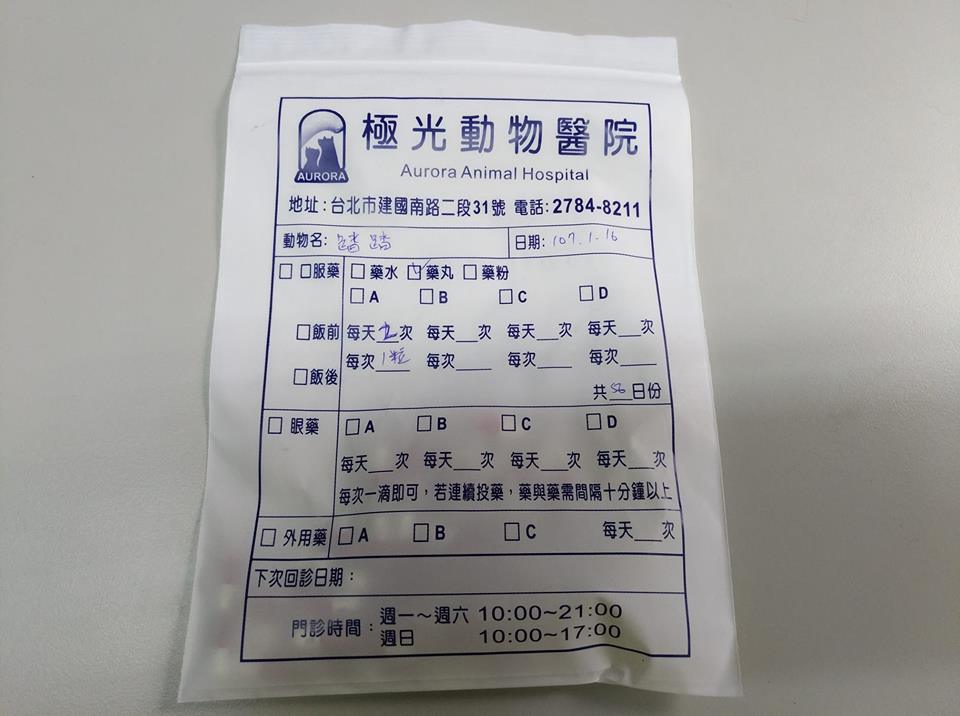 極光動物醫院
AURORA
Aurora Animal Hospital
地址:台北市建國南路二段31號 電話:2784-8211
動物名: 蹓蹓 日期: 107.1.16
□ 口服藥 □ 藥水 ☑ 藥丸 □ 藥粉
□ A □ B □ C □ D
□飯前 每天2次 每天___次 每天___次 每天___次
每次1粒 每次____ 每次____ 每次____
□飯後
共56日份
□ 眼藥 □ A □ B □ C □ D
每天___次 每天___次 每天___次 每天___次
每次一滴即可,若連續投藥,藥與藥需間隔十分鐘以上
□ 外用藥 □ A □ B □ C 每天___次
下次回診日期:
門診時間: 週一~週六 10:00~21:00
週日 10:00~17:00